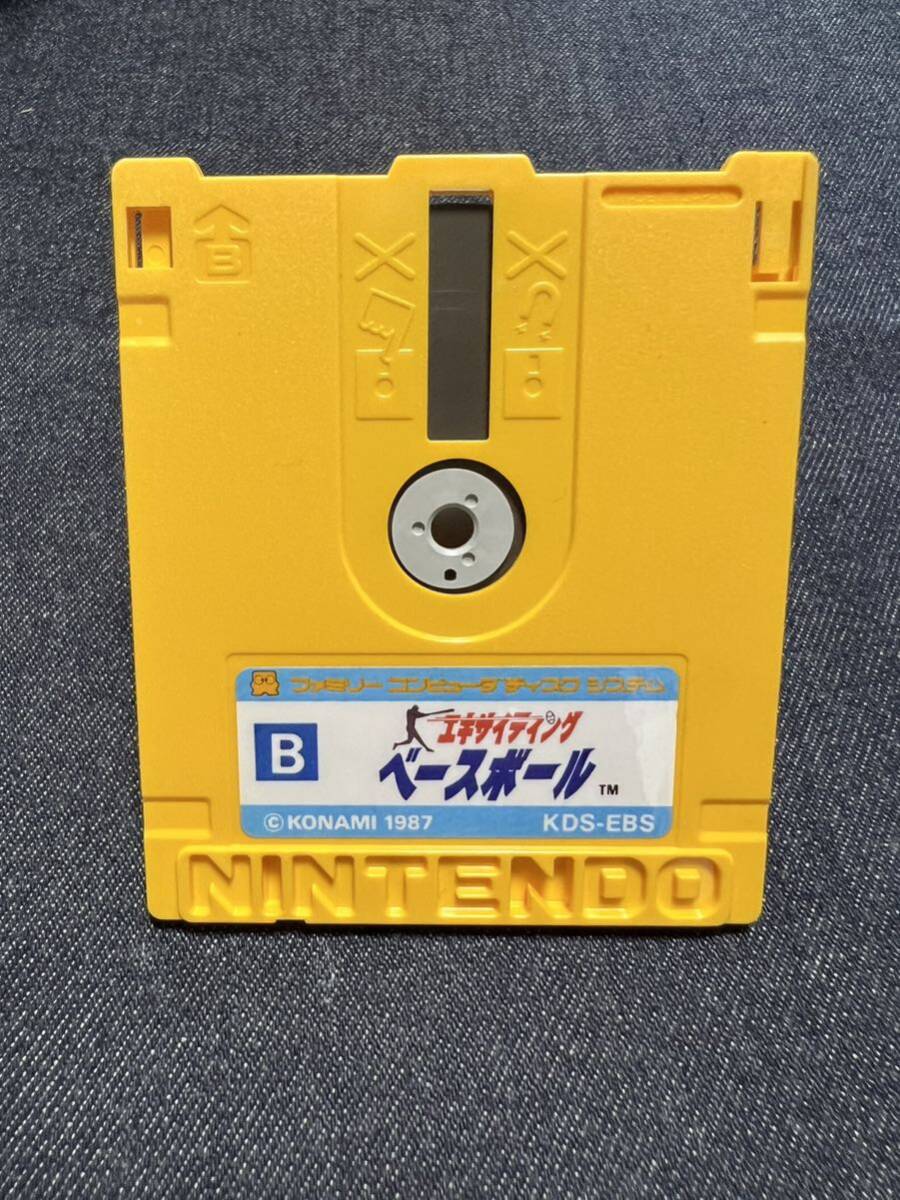 B
ファミリー コンピュータ ディスク システム
B
エキサイティング
ベースボール TM
© KONAMI 1987 KDS-EBS
NINTENDO